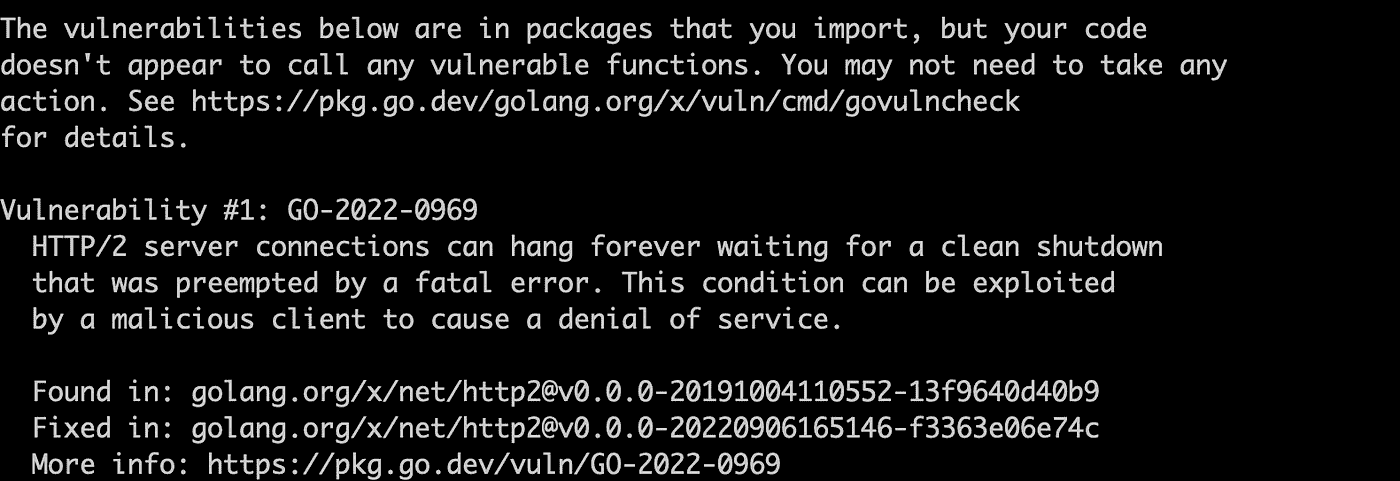 The vulnerabilities below are in packages that you import, but your code
doesn't appear to call any vulnerable functions. You may not need to take any
action. See https://pkg.go.dev/golang.org/x/vuln/cmd/govulncheck
for details.
Vulnerability #1: GO-2022-0969
HTTP/2 server connections can hang forever waiting for a clean shutdown
that was preempted by a fatal error. This condition can be exploited
by a malicious client to cause a denial of service.
Found in: golang.org/x/net/http2@v0.0.0-20191004110552-13f9640d40b9
Fixed in: golang.org/x/net/http2@v0.0.0-20220906165146-f3363e06e74c
More info: https://pkg.go.dev/vuln/GO-2022-0969